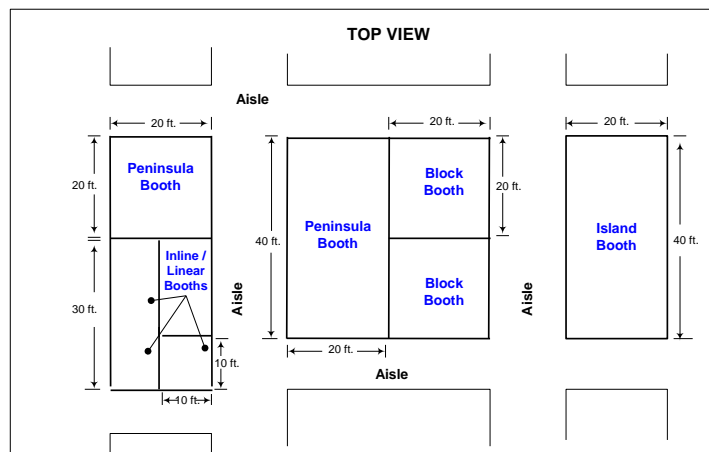 TOP VIEW
Aisle
20 ft.
20 ft.
20 ft.
20 ft.
Peninsula
Booth
Block
Booth
20 ft.
40 ft.
Peninsula
Booth
Island
Booth
40 ft.
Inline /
Linear
Booths
30 ft.
Aisle
Block
Booth
Aisle
10 ft.
10 ft.
20 ft.
Aisle